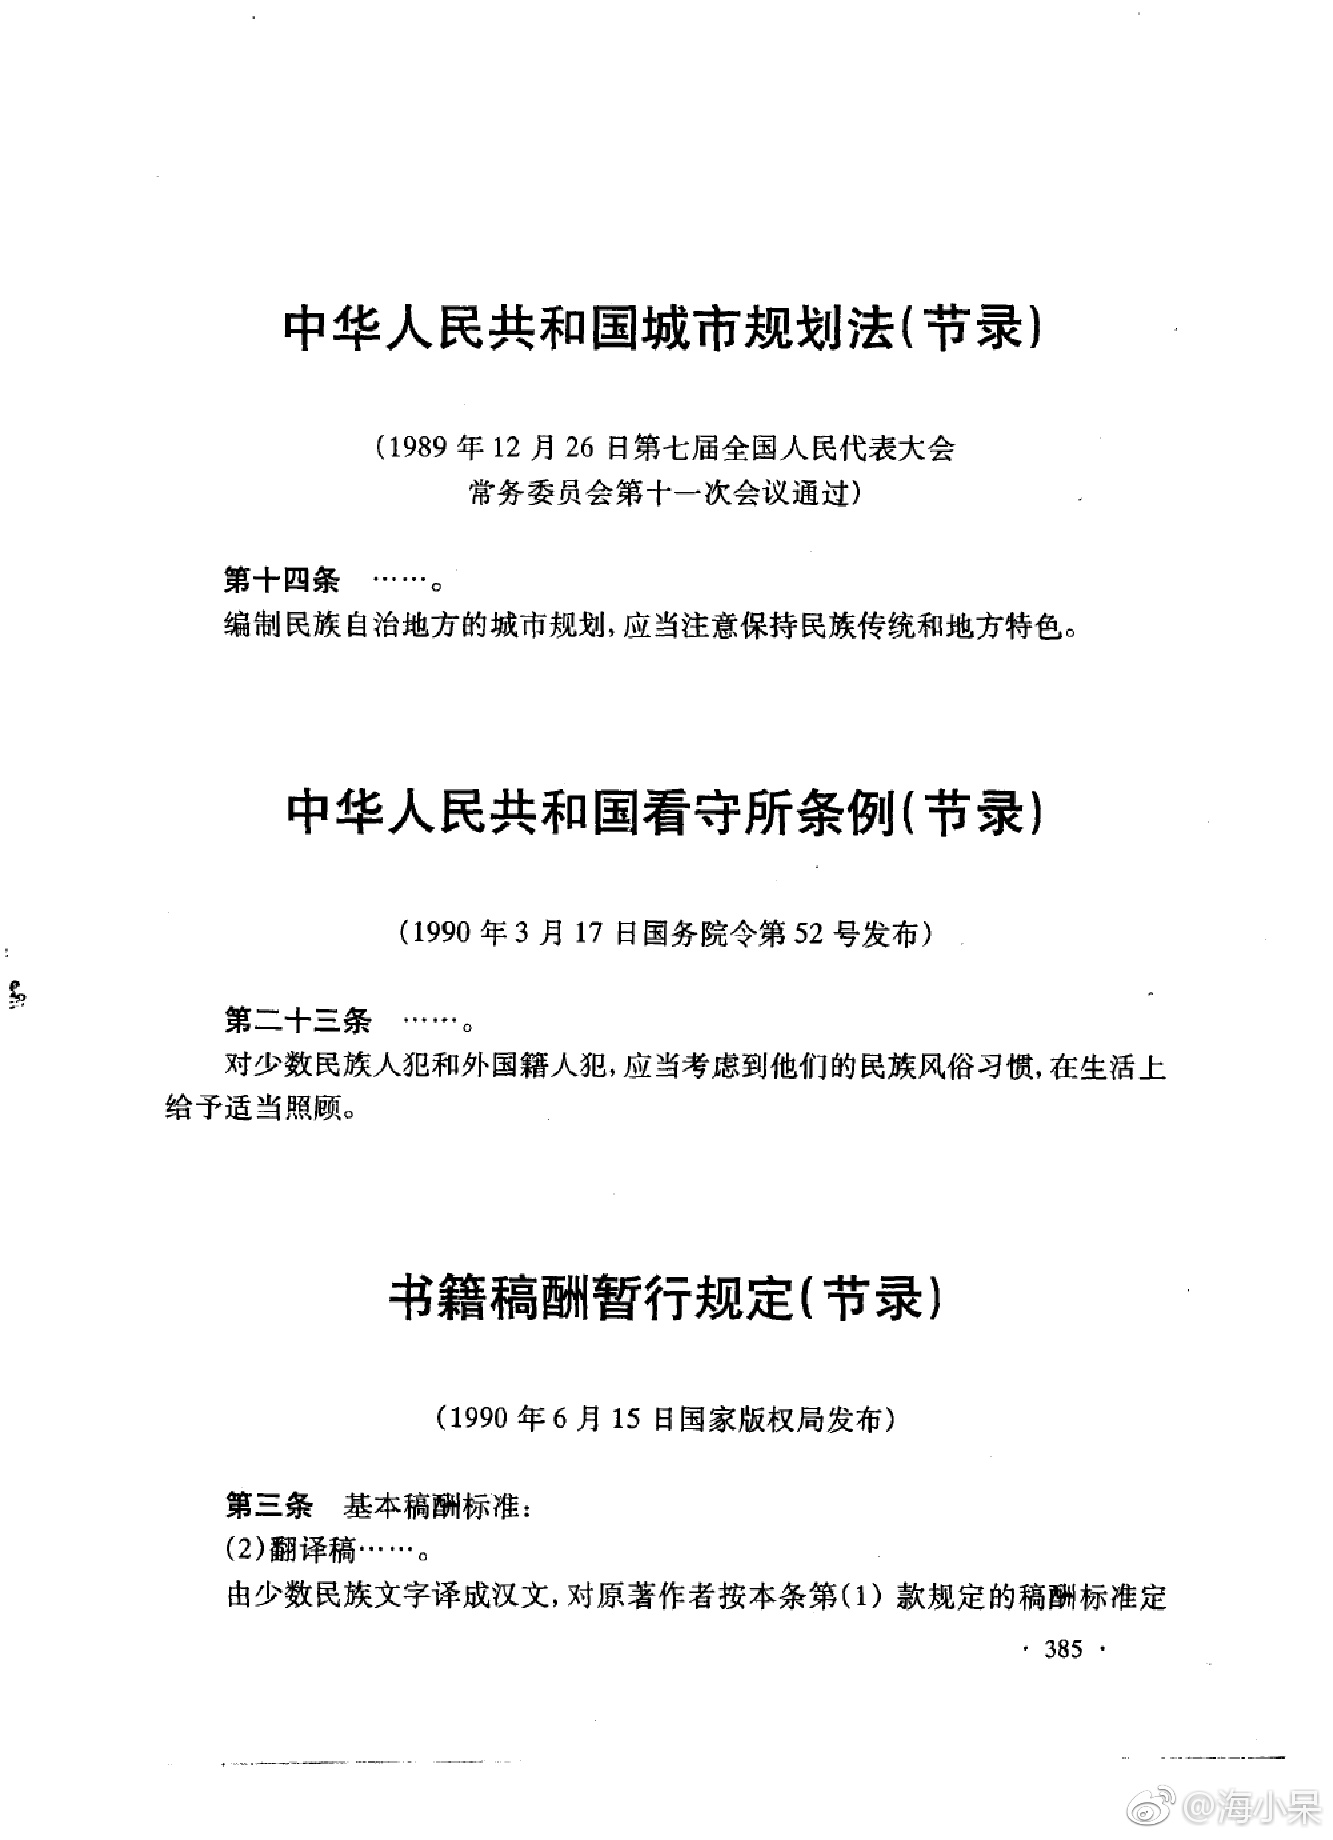 中华人民共和国城市规划法(节录)
(1989年12月26日第七届全国人民代表大会
常务委员会第十一次会议通过)
第十四条 ……。
编制民族自治地方的城市规划,应当注意保持民族传统和地方特色。
中华人民共和国看守所条例(节录)
(1990年3月17日国务院令第52号发布)
第二十三条 ……。
对少数民族人犯和外国籍人犯,应当考虑到他们的民族风俗习惯,在生活上
给予适当照顾。
书籍稿酬暂行规定(节录)
(1990年6月15日国家版权局发布)
第三条 基本稿酬标准:
(2)翻译稿……。
由少数民族文字译成汉文,对原著作者按本条第(1)款规定的稿酬标准定
· 385 ·
@海小呆